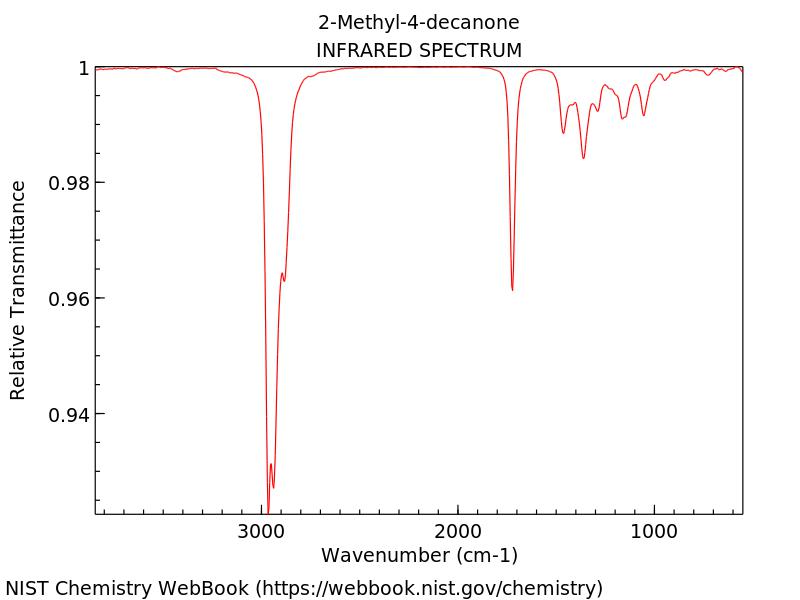 2-Methyl-4-decanone
INFRARED SPECTRUM
1
0.98
0.96
0.94
Relative Transmittance
3000 2000 1000
Wavenumber (cm-1)
NIST Chemistry WebBook (https://webbook.nist.gov/chemistry)